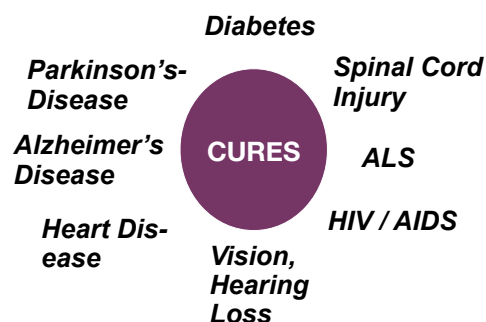 Diabetes
Parkinson's-
Disease
Spinal Cord
Injury
Alzheimer's
Disease
CURES
ALS
Heart Dis-
ease
HIV / AIDS
Vision,
Hearing
Loss